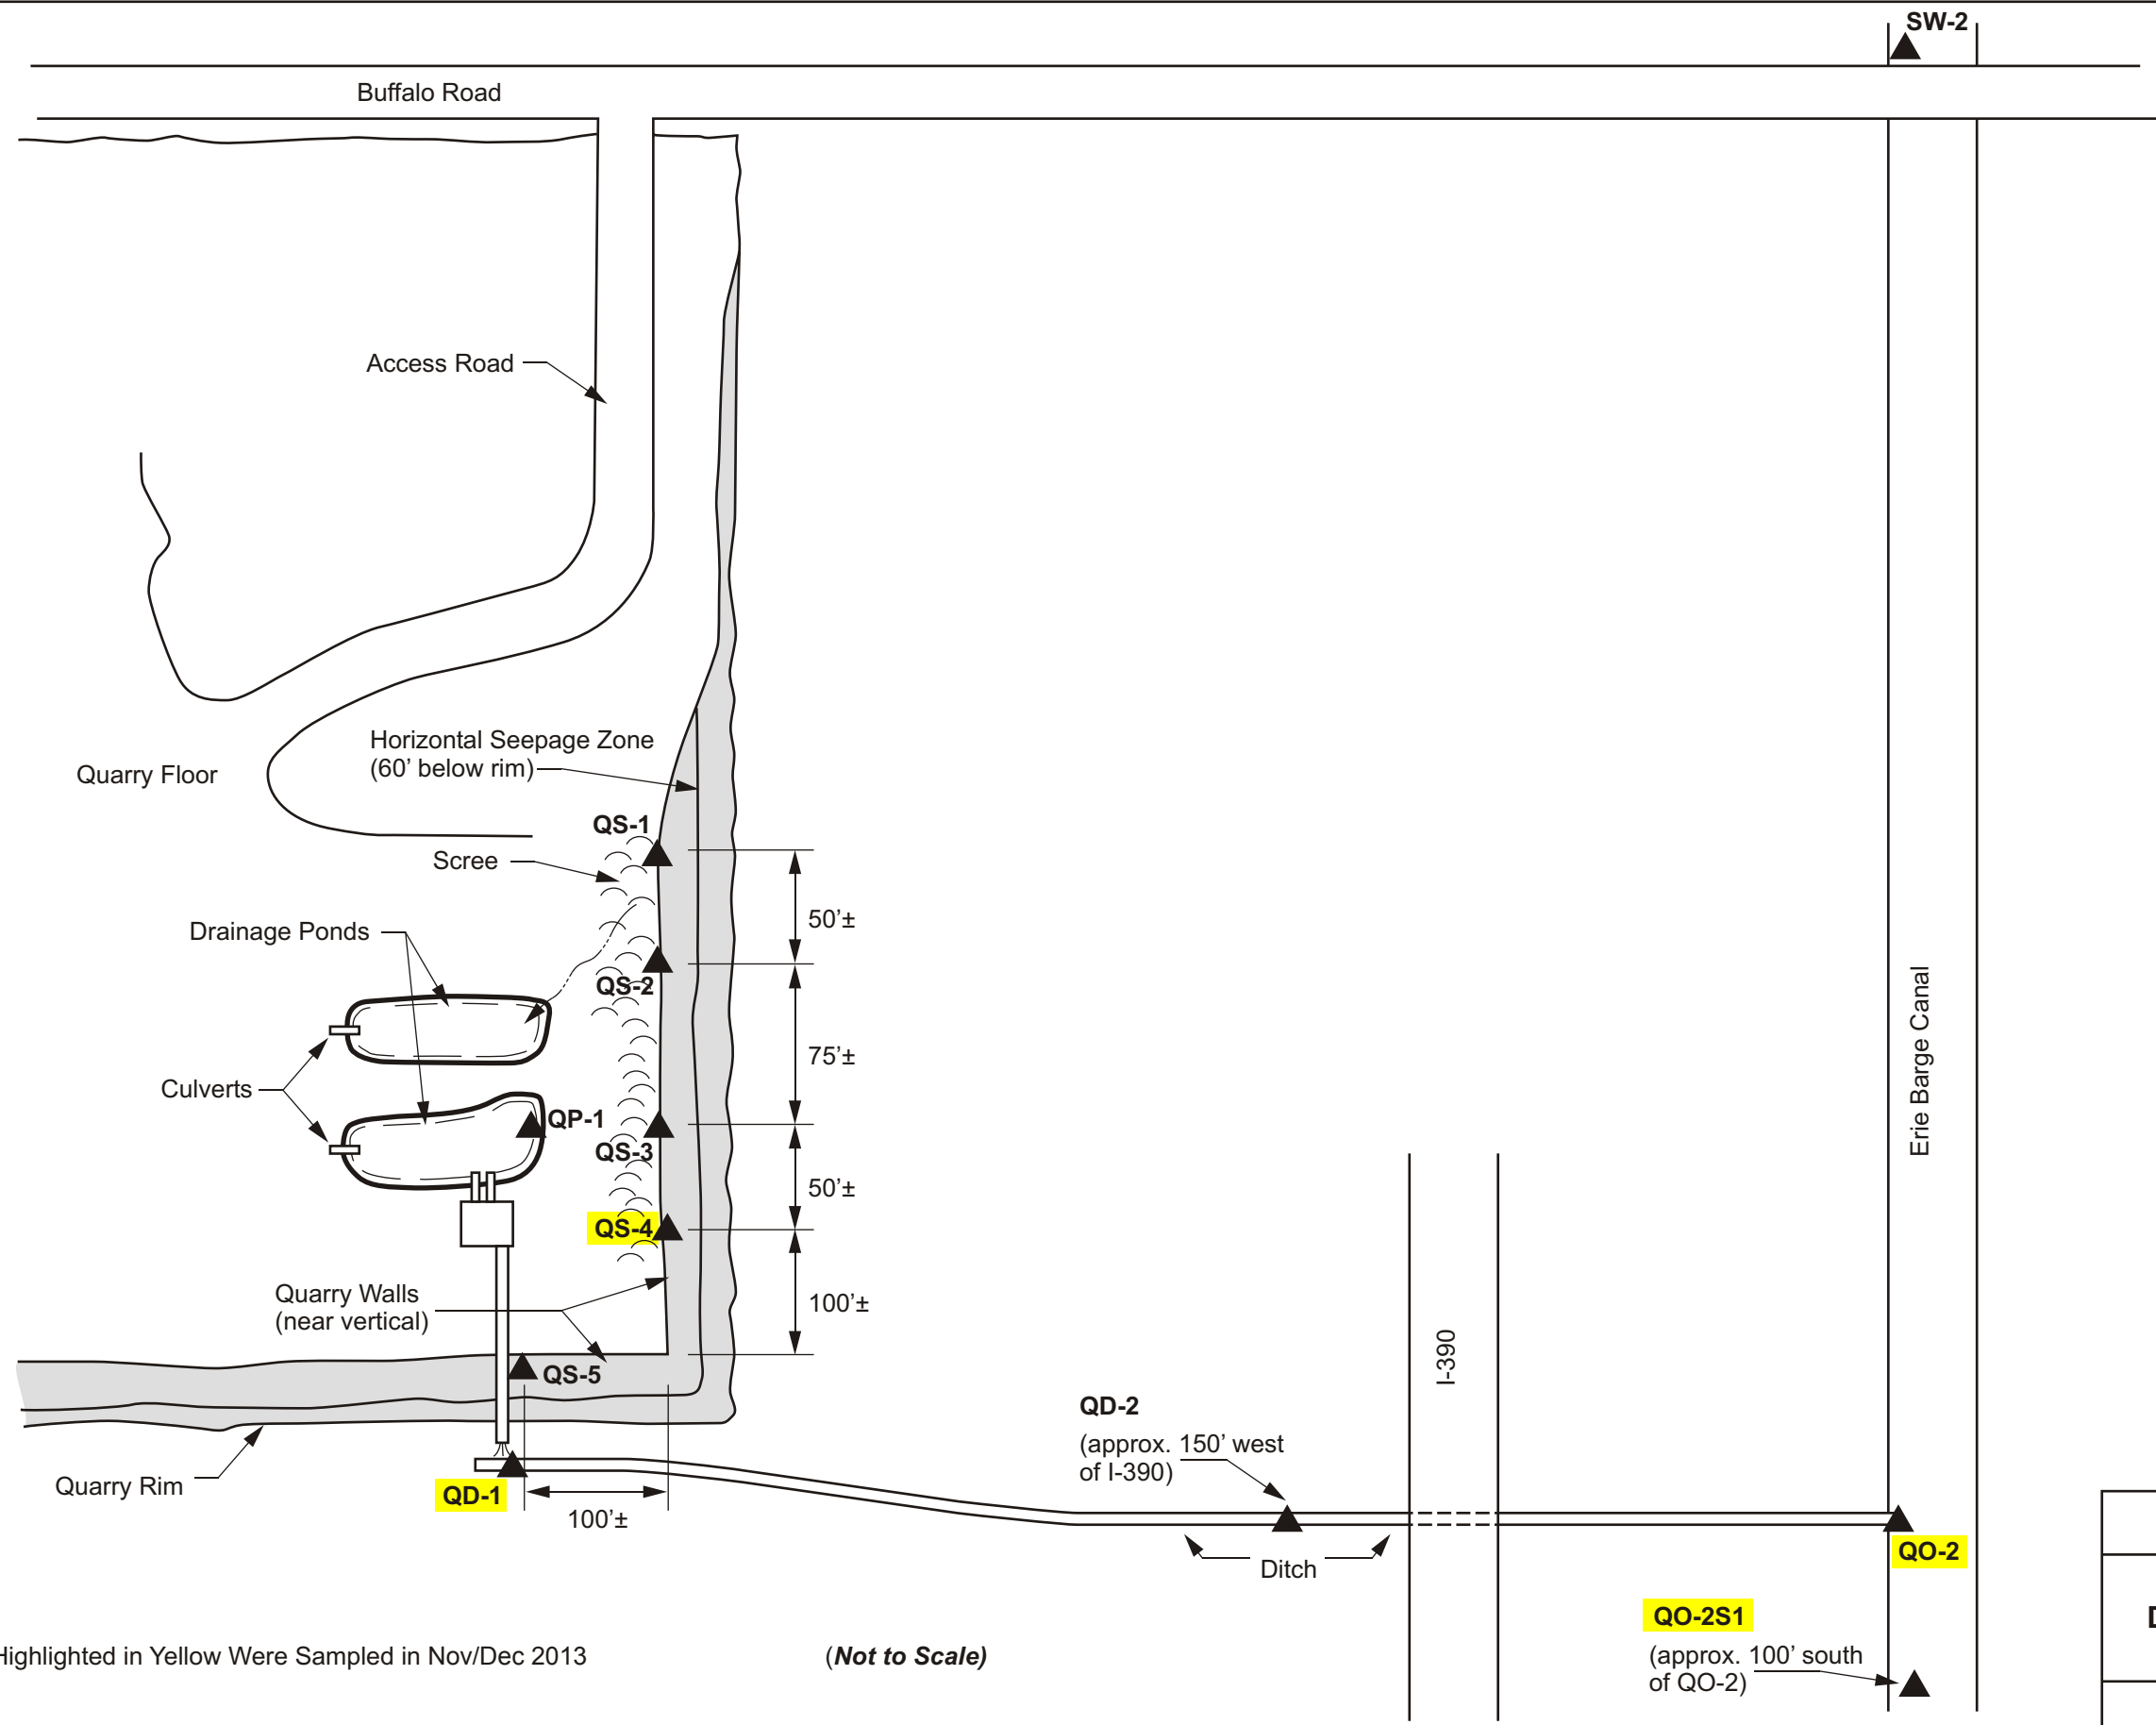 SW-2
Buffalo Road
Access Road
Horizontal Seepage Zone
(60’ below rim)
Quarry Floor
QS-1
Scree
50’±
Drainage Ponds
QS-2
75’±
Erie Barge Canal
Culverts
QP-1
QS-3
50’±
QS-4
Quarry Walls
(near vertical)
100’±
I-390
QS-5
QD-2
(approx. 150’ west
of I-390)
Quarry Rim
QD-1
100’±
Ditch
QO-2
QO-2S1
(approx. 100’ south
of QO-2)
Highlighted in Yellow Were Sampled in Nov/Dec 2013
(Not to Scale)